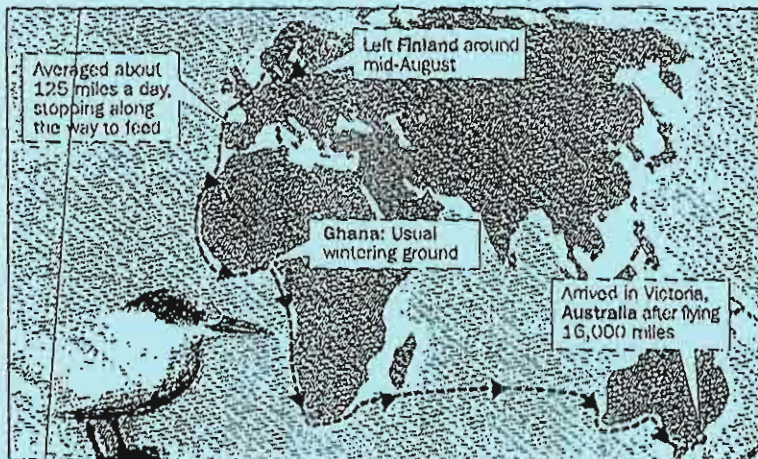 Left Finland around
mid-August
Averaged about
125 miles a day,
stopping along
the way to feed
Ghana: Usual
wintering ground
Arrived in Victoria,
Australia after flying
16,000 miles